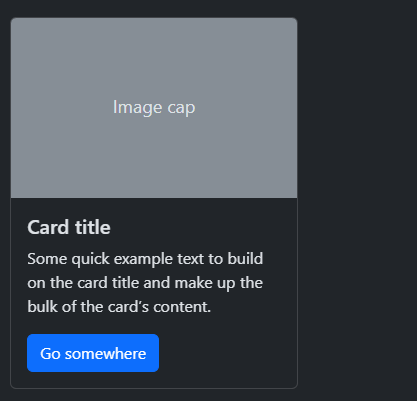 Image cap
Card title
Some quick example text to build
on the card title and make up the
bulk of the card’s content.
Go somewhere